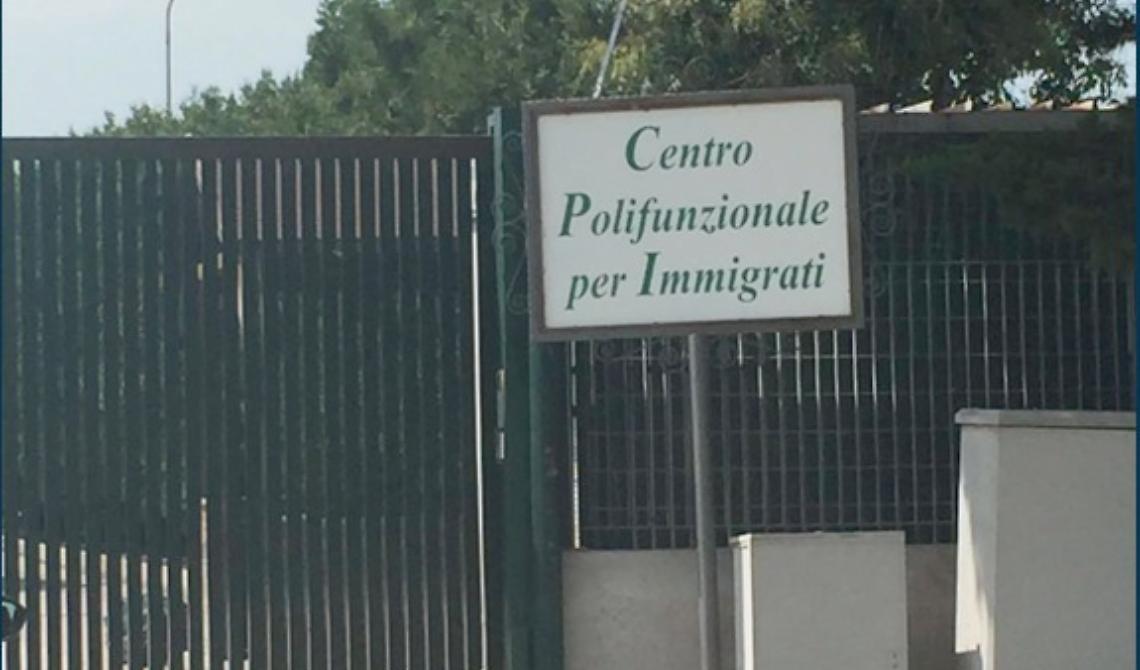 Centro
Polifunzionale
per Immigrati